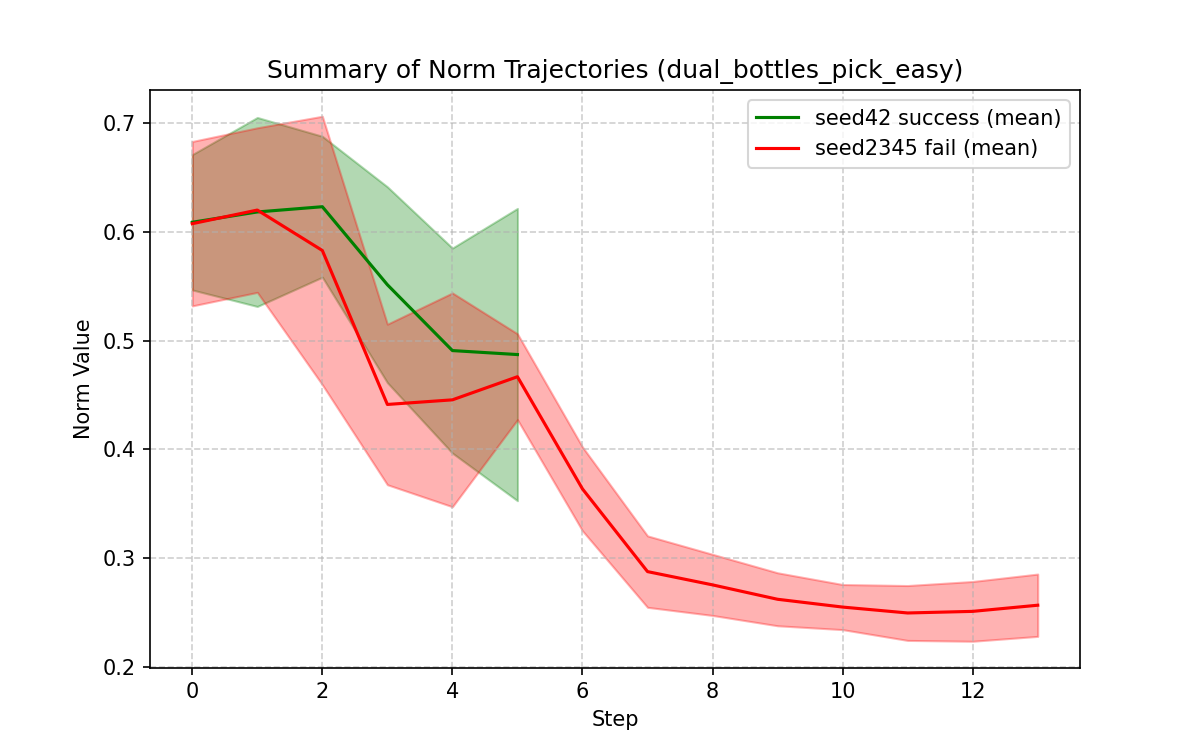 Summary of Norm Trajectories (dual_bottles_pick_easy)
seed42 success (mean)
seed2345 fail (mean)
Norm Value
0.7
0.6
0.5
0.4
0.3
0.2
0 2 4 6 8 10 12
Step